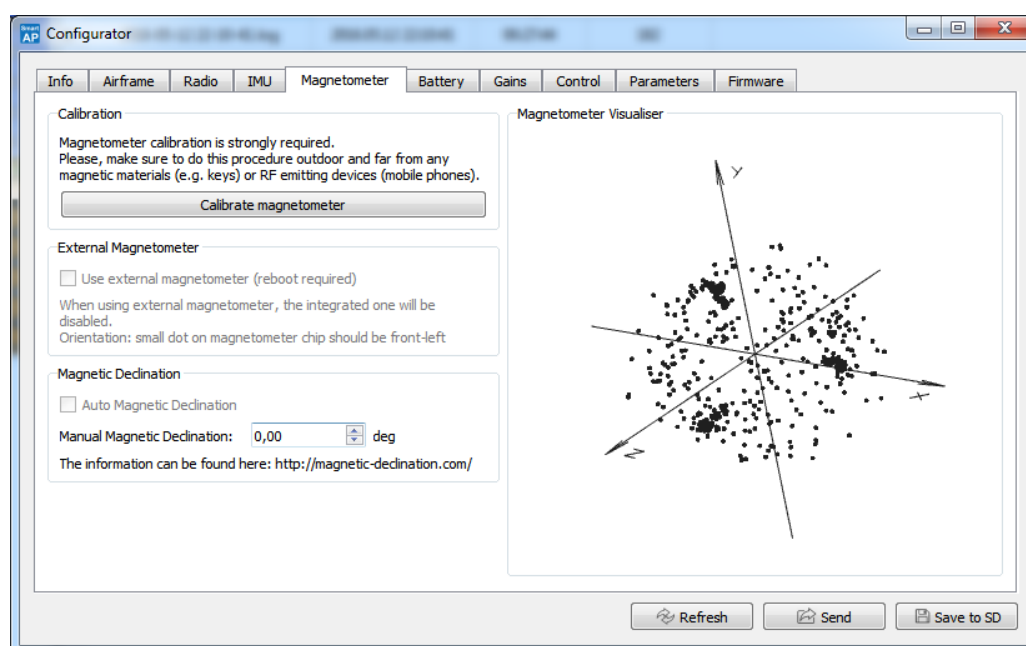 Smart
AP
Configurator
Info Airframe Radio IMU Magnetometer Battery Gains Control Parameters Firmware
Calibration
Magnetometer calibration is strongly required.
Please, make sure to do this procedure outdoor and far from any
magnetic materials (e.g. keys) or RF emitting devices (mobile phones).
Calibrate magnetometer
External Magnetometer
Use external magnetometer (reboot required)
When using external magnetometer, the integrated one will be
disabled.
Orientation: small dot on magnetometer chip should be front-left
Magnetic Declination
Auto Magnetic Declination
Manual Magnetic Declination: 0,00 deg
The information can be found here: http://magnetic-declination.com/
Magnetometer Visualiser
Y
X
Z
Refresh Send Save to SD